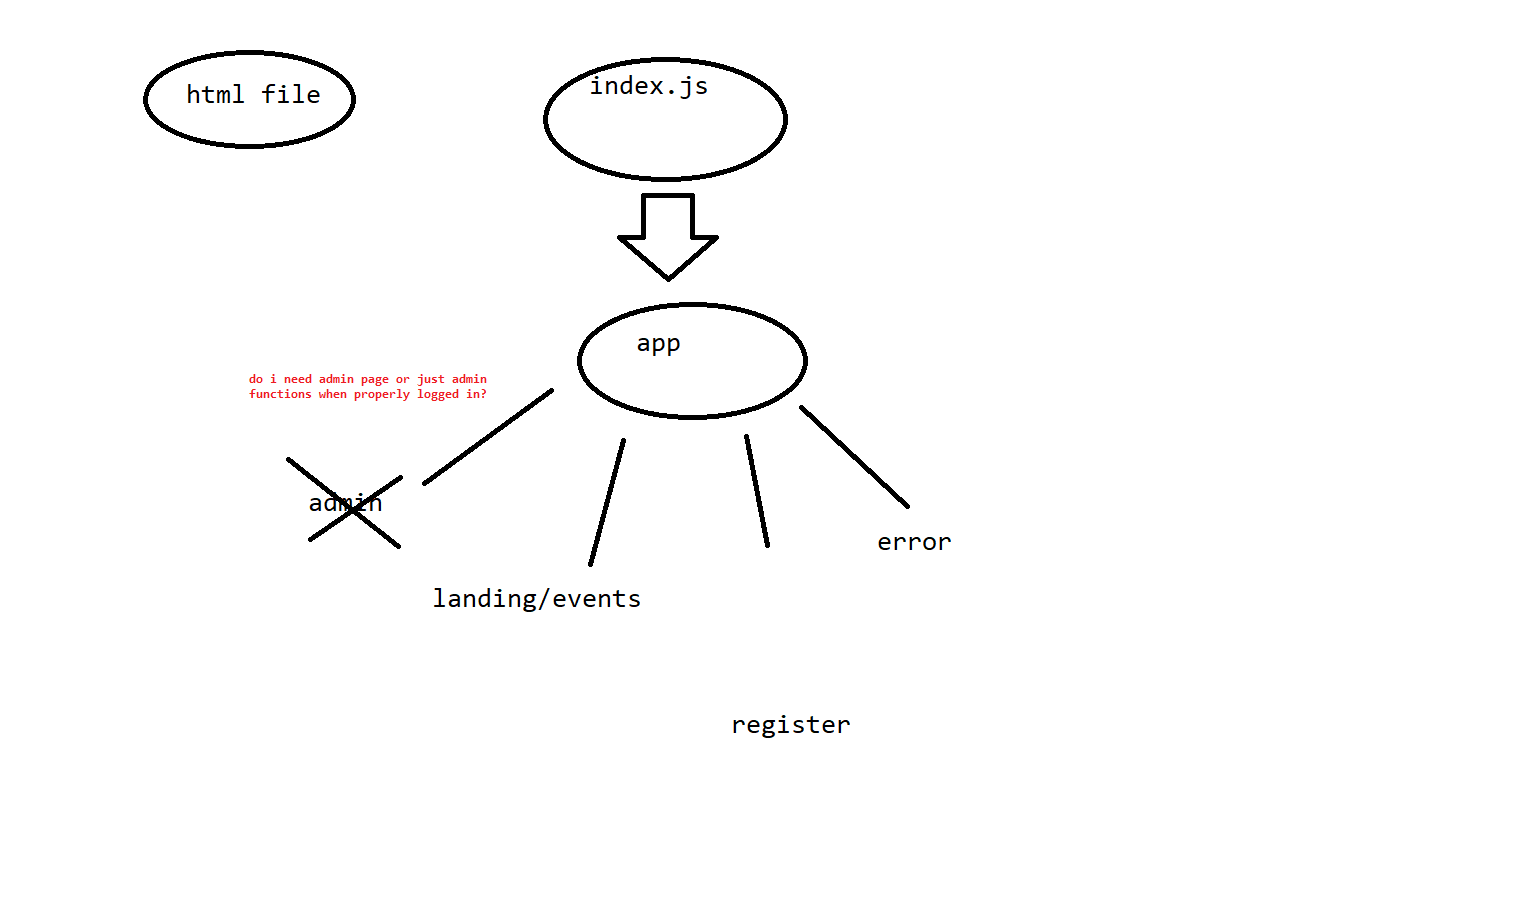 html file
index.js
app
do i need admin page or just admin
functions when properly logged in?
admin
error
landing/events
register